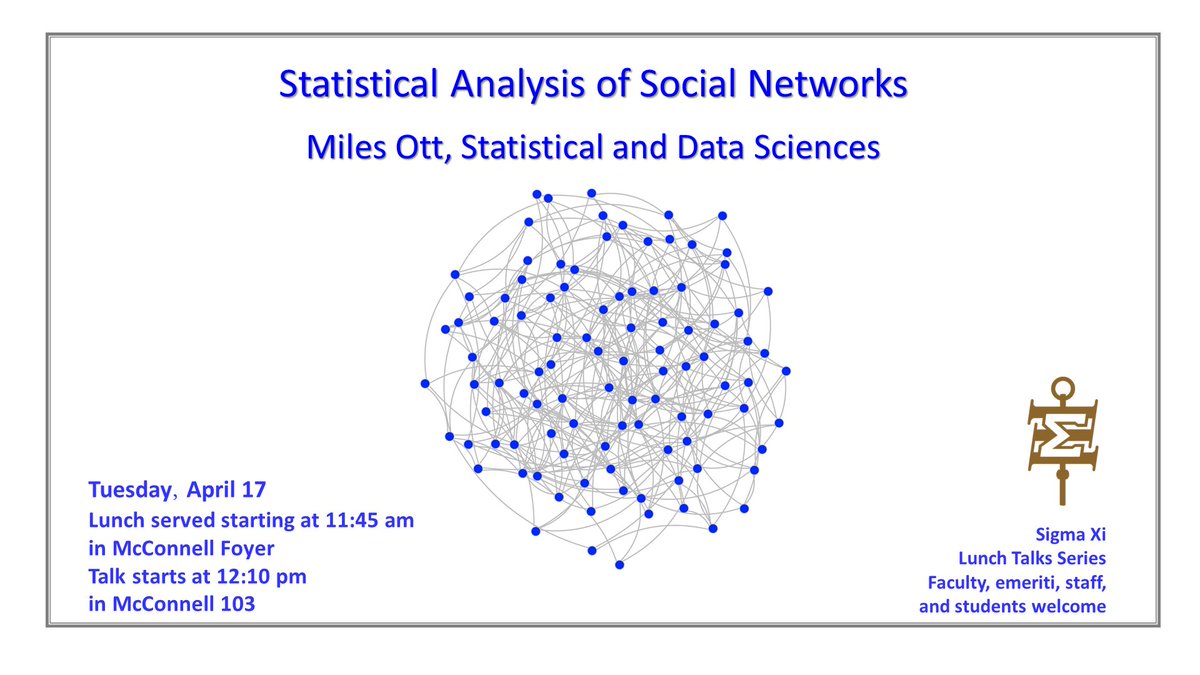 Statistical Analysis of Social Networks
Miles Ott, Statistical and Data Sciences
Tuesday, April 17
Lunch served starting at 11:45 am
in McConnell Foyer
Talk starts at 12:10 pm
in McConnell 103
Σ
Sigma Xi
Lunch Talks Series
Faculty, emeriti, staff,
and students welcome